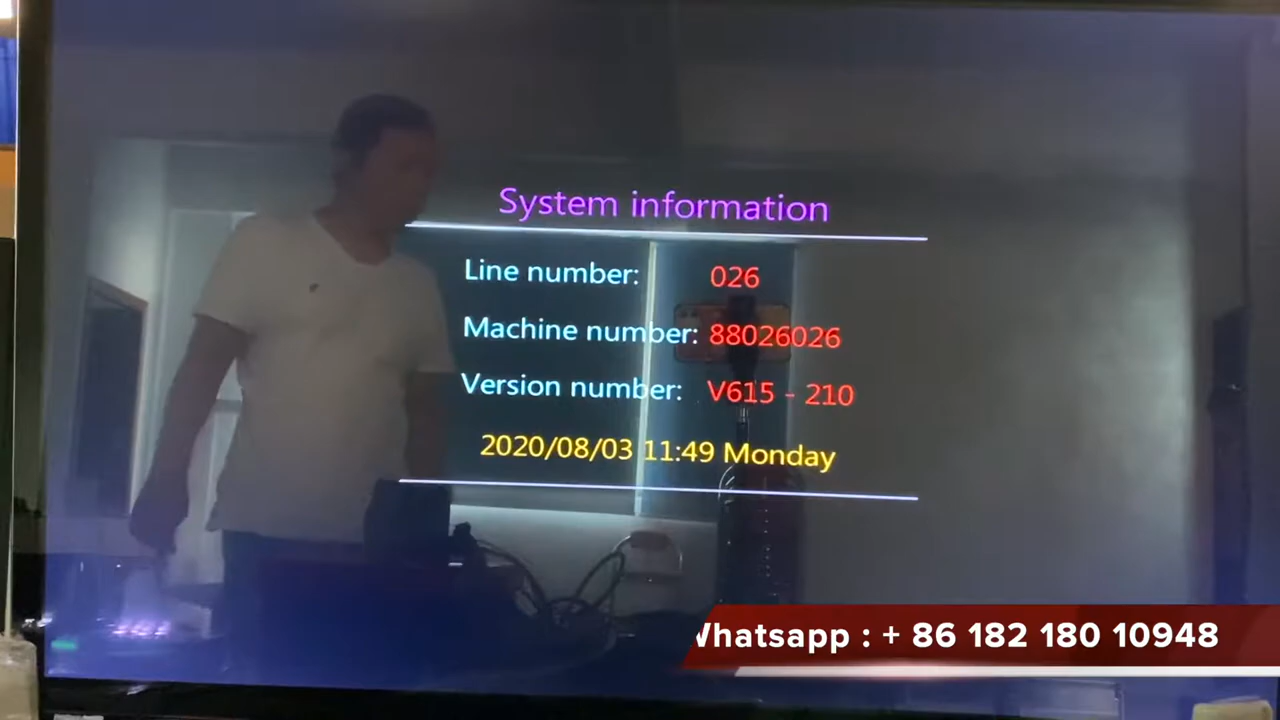 System information
Line number: 026
Machine number: 88026026
Version number: V615 - 210
2020/08/03 11:49 Monday
Whatsapp : + 86 182 180 10948